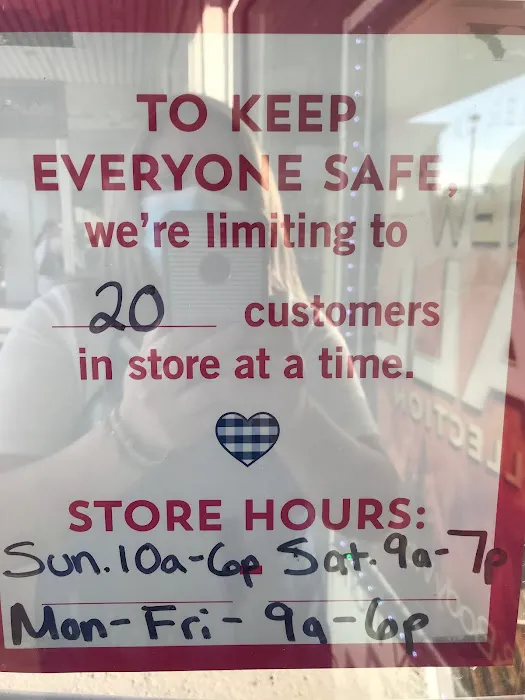 TO KEEP
EVERYONE SAFE,
we're limiting to
20 customers
in store at a time.
STORE HOURS:
Sun. 10a-6p Sat. 9a-7p
Mon-Fri- 9a-6p